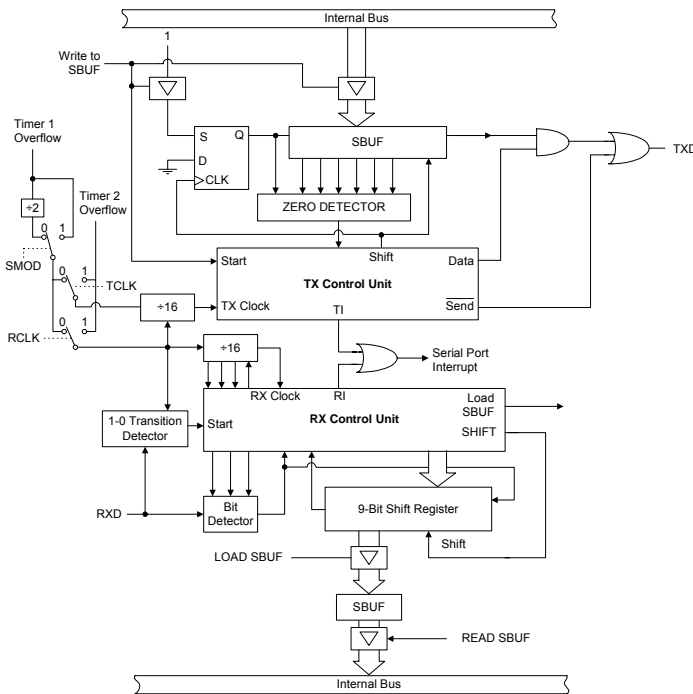 Internal Bus
1
Write to
SBUF
Timer 1
Overflow
S
Q
D
CLK
SBUF
TXD
÷2
Timer 2
Overflow
ZERO DETECTOR
0
1
SMOD
Shift
Start
Data
TX Control Unit
0
1
TCLK
÷16
TX Clock
TI
Send
0
1
RCLK
÷16
Serial Port
Interrupt
RX Clock
RI
Load
SBUF
1-0 Transition
Detector
Start
RX Control Unit
SHIFT
RXD
Bit
Detector
9-Bit Shift Register
Shift
LOAD SBUF
SBUF
READ SBUF
Internal Bus